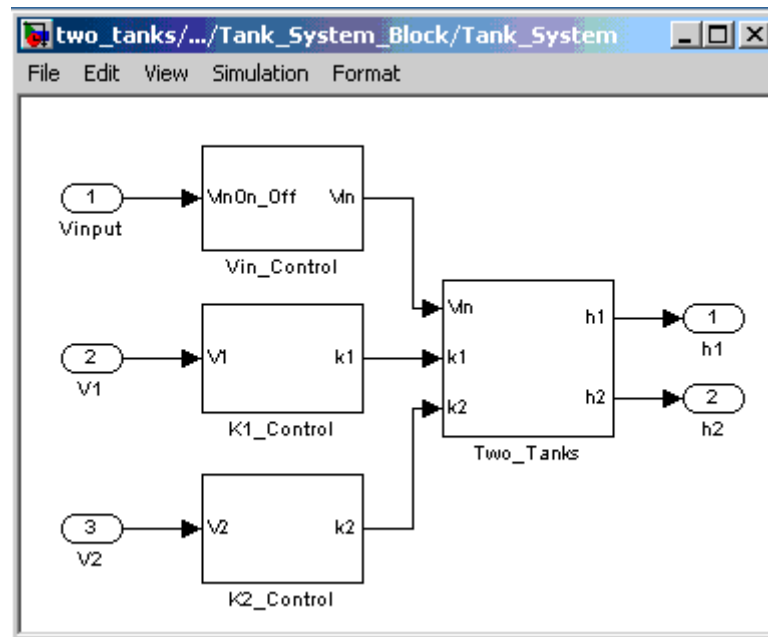 two_tanks/.../Tank_System_Block/Tank_System
File Edit View Simulation Format
1
Vinput
VinOn_Off Vin
Vin_Control
2
V1
V1 k1
K1_Control
3
V2
V2 k2
K2_Control
Vin
k1
k2
h1
h2
Two_Tanks
1
h1
2
h2